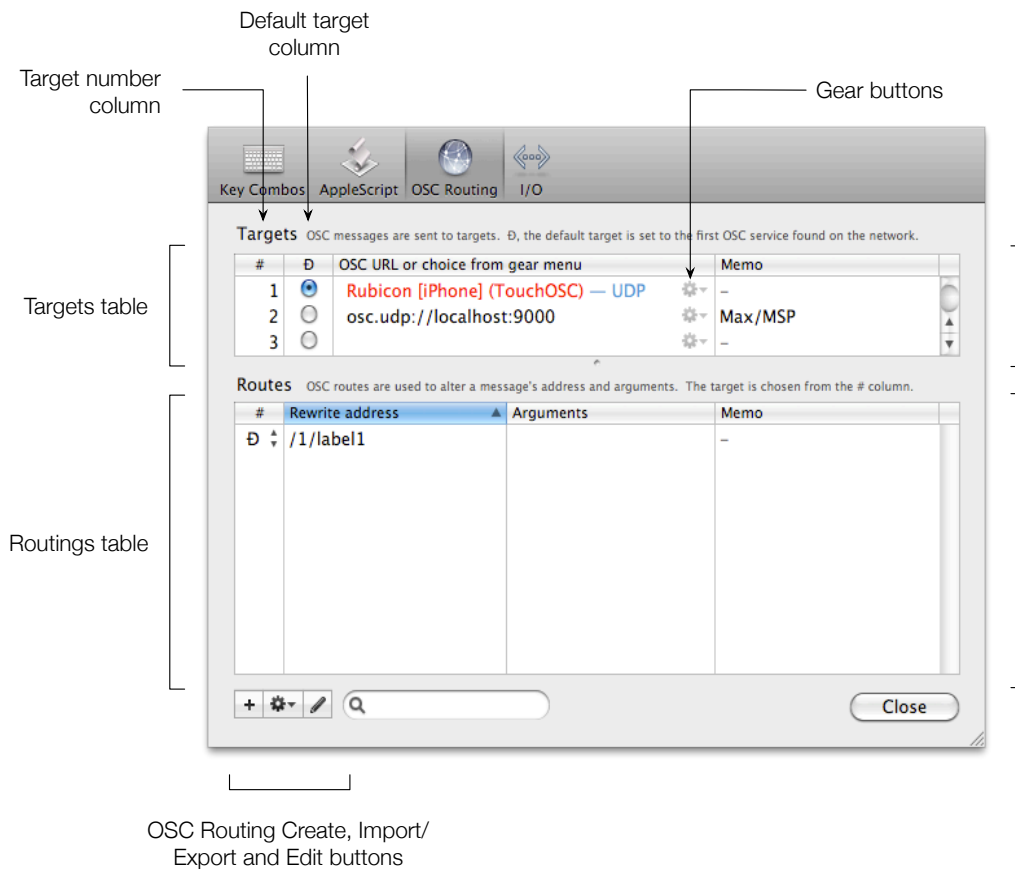 Default target
column
Target number
column
Gear buttons
Key Combos AppleScript OSC Routing I/O
Targets OSC messages are sent to targets. Đ, the default target is set to the first OSC service found on the network.
Targets table
# Đ OSC URL or choice from gear menu Memo
1 Rubicon [iPhone] (TouchOSC) — UDP –
2 osc.udp://localhost:9000 Max/MSP
3 –
Routes OSC routes are used to alter a message's address and arguments. The target is chosen from the # column.
# Rewrite address Arguments Memo
Đ /1/label1 –
Routings table
Close
OSC Routing Create, Import/
Export and Edit buttons